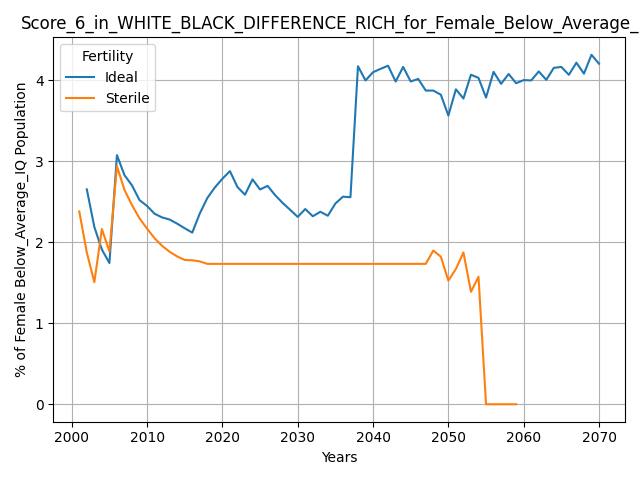 Score_6_in_WHITE_BLACK_DIFFERENCE_RICH_for_Female_Below_Average_
Fertility
Ideal
Sterile
% of Female Below_Average_IQ Population
4
3
2
1
0
2000 2010 2020 2030 2040 2050 2060 2070
Years